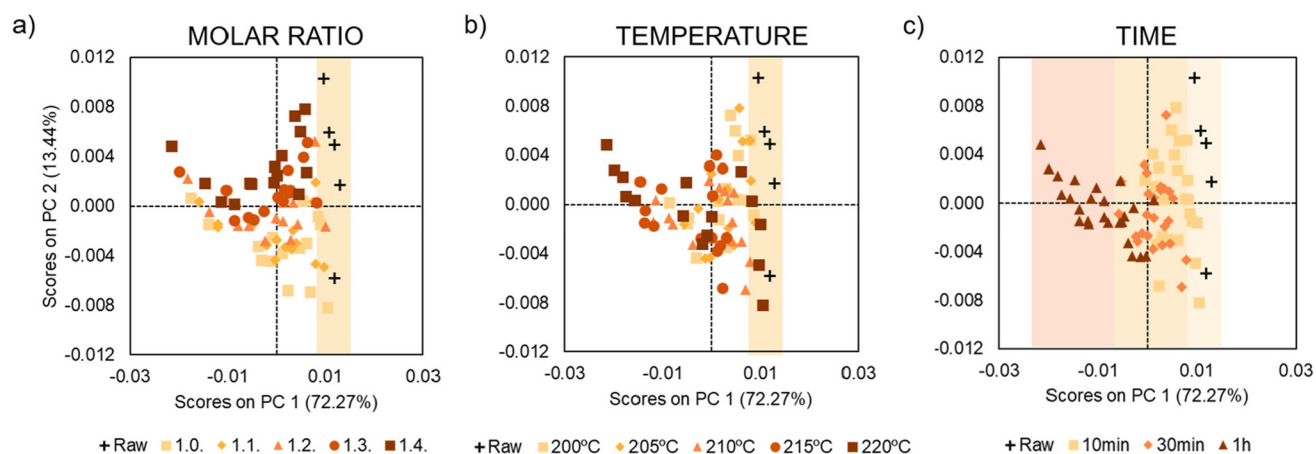 a) MOLAR RATIO
Scores on PC 2 (13.44%)
0.012
0.008
0.004
0.000
-0.004
-0.008
-0.012
-0.03 -0.01 0.01 0.03
Scores on PC 1 (72.27%)
+ Raw 1.0. 1.1. 1.2. 1.3. 1.4.
b) TEMPERATURE
0.012
0.008
0.004
0.000
-0.004
-0.008
-0.012
-0.03 -0.01 0.01 0.03
Scores on PC 1 (72.27%)
+ Raw 200ºC 205ºC 210ºC 215ºC 220ºC
c) TIME
0.012
0.008
0.004
0.000
-0.004
-0.008
-0.012
-0.03 -0.01 0.01 0.03
Scores on PC 1 (72.27%)
+ Raw 10min 30min 1h